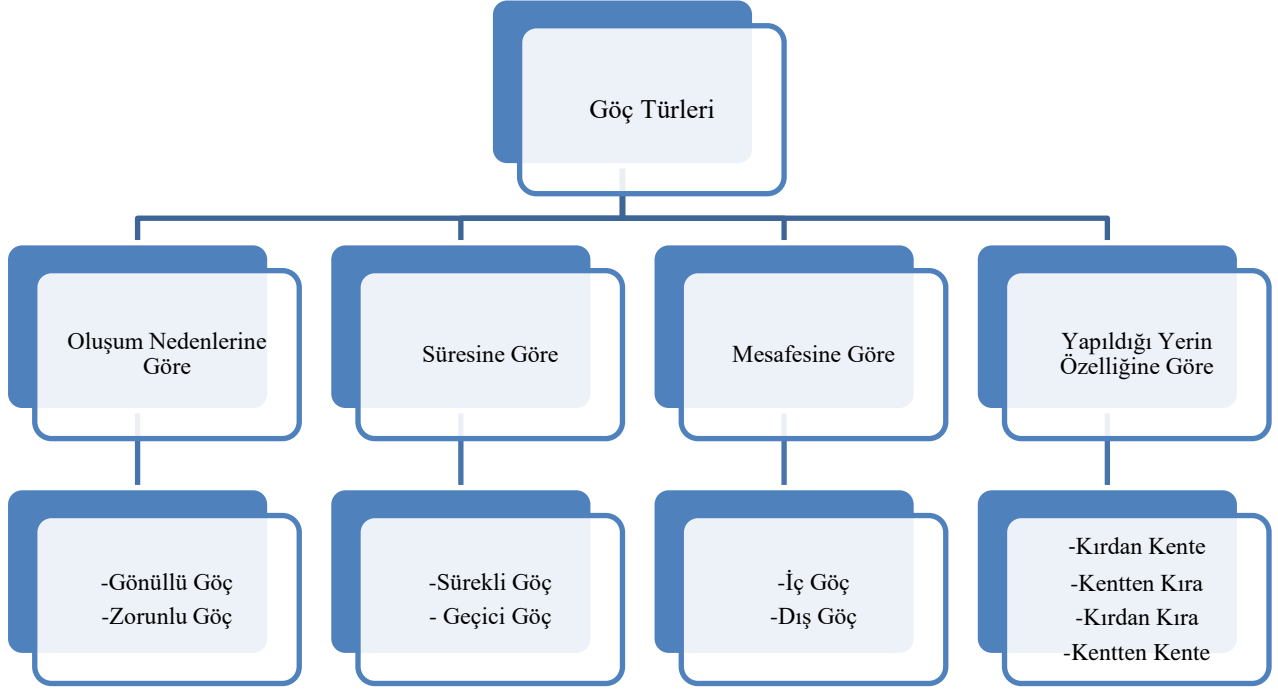 Göç Türleri
Oluşum Nedenlerine
Göre
Süresine Göre
Mesafesine Göre
Yapıldığı Yerin
Özelliğine Göre
-Gönüllü Göç
-Zorunlu Göç
-Sürekli Göç
- Geçici Göç
-İç Göç
-Dış Göç
-Kırdan Kente
-Kentten Kıra
-Kırdan Kıra
-Kentten Kente